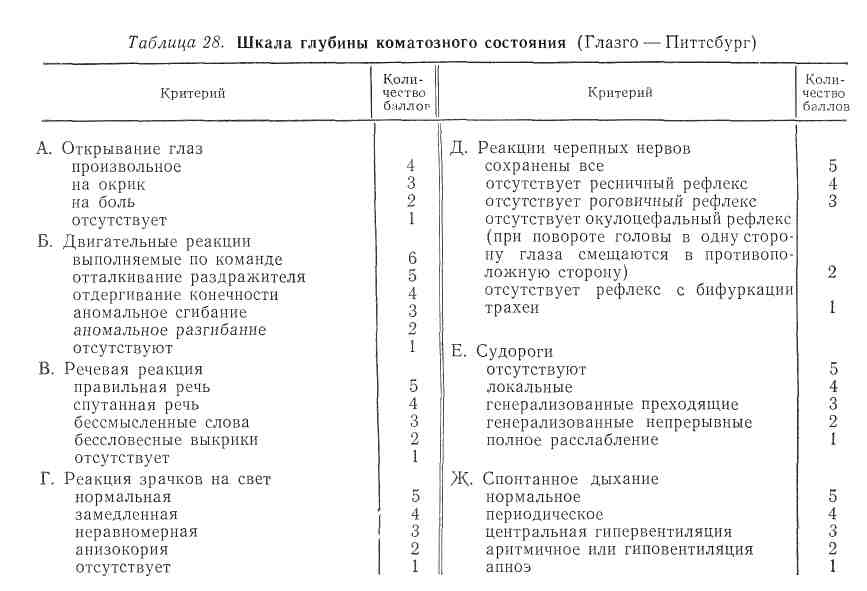 Таблица 28. Шкала глубины коматозного состояния (Глазго — Питтсбург)
Критерий
Коли-
чество
баллов
А. Открывание глаз
произвольное 4
на окрик 3
на боль 2
отсутствует 1
Б. Двигательные реакции
выполняемые по команде 6
отталкивание раздражителя 5
отдергивание конечности 4
аномальное сгибание 3
аномальное разгибание 2
отсутствуют 1
В. Речевая реакция
правильная речь 5
спутанная речь 4
бессмысленные слова 3
бессловесные выкрики 2
отсутствует 1
Г. Реакция зрачков на свет
нормальная 5
замедленная 4
неравномерная 3
анизокория 2
отсутствует 1
Критерий
Коли-
чество
баллов
Д. Реакции черепных нервов
сохранены все 5
отсутствует ресничный рефлекс 4
отсутствует роговичный рефлекс 3
отсутствует окулоцефальный рефлекс
(при повороте головы в одну сторо-
ну глаза смещаются в противопо-
ложную сторону) 2
отсутствует рефлекс с бифуркации
трахеи 1
Е. Судороги
отсутствуют 5
локальные 4
генерализованные преходящие 3
генерализованные непрерывные 2
полное расслабление 1
Ж. Спонтанное дыхание
нормальное 5
периодическое 4
центральная гипервентиляция 3
аритмичное или гиповентиляция 2
апноэ 1